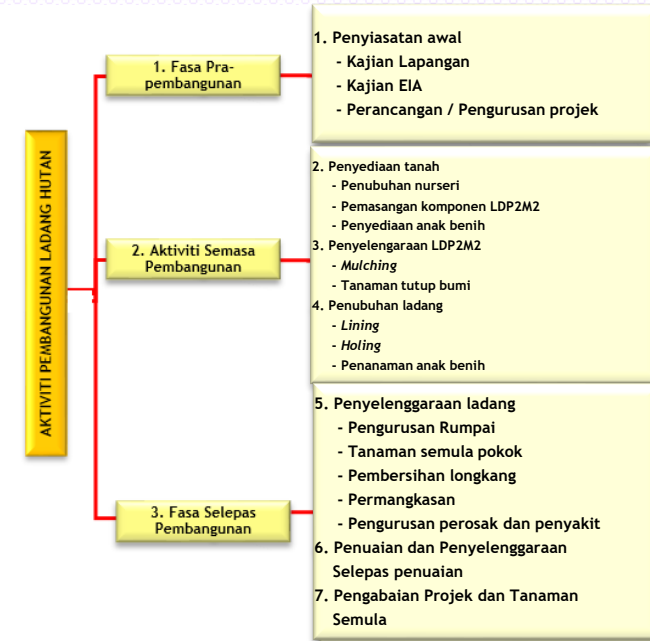 AKTIVITI PEMBANGUNAN LADANG HUTAN
1. Fasa Pra-
pembangunan
1. Penyiasatan awal
- Kajian Lapangan
- Kajian EIA
- Perancangan / Pengurusan projek
2. Aktiviti Semasa
Pembangunan
2. Penyediaan tanah
- Penubuhan nurseri
- Pemasangan komponen LDP2M2
- Penyediaan anak benih
3. Penyelengaraan LDP2M2
- Mulching
- Tanaman tutup bumi
4. Penubuhan ladang
- Lining
- Holing
- Penanaman anak benih
3. Fasa Selepas
Pembangunan
5. Penyelenggaraan ladang
- Pengurusan Rumpai
- Tanaman semula pokok
- Pembersihan longkang
- Permangkasan
- Pengurusan perosak dan penyakit
6. Penuaian dan Penyelenggaraan
Selepas penuaian
7. Pengabaian Projek dan Tanaman
Semula